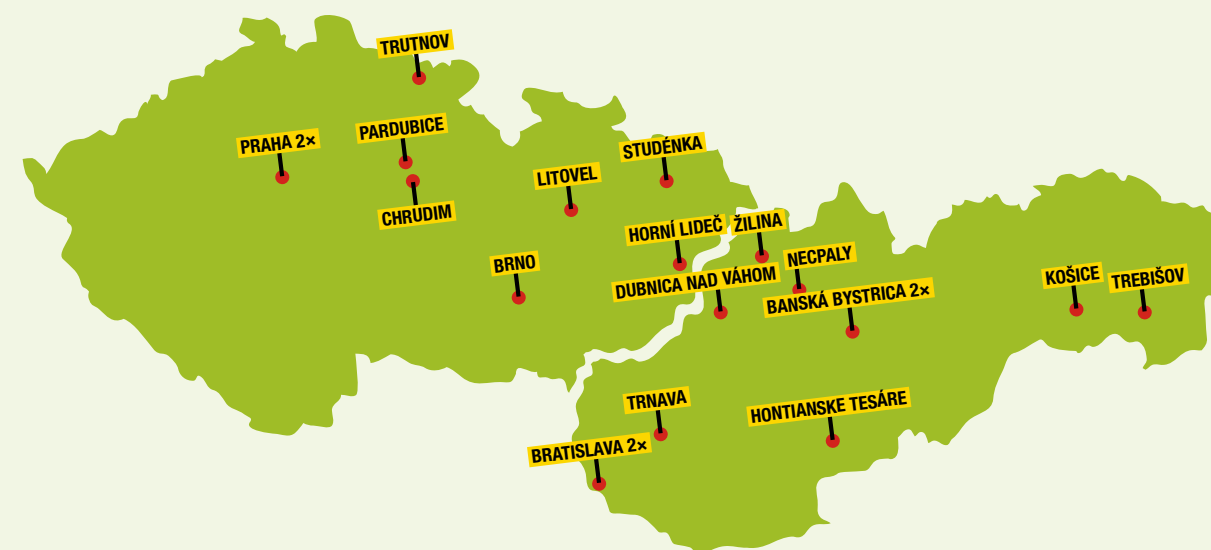 TRUTNOV
PRAHA 2×
PARDUBICE
CHRUDIM
LITOVEL
STUDÉNKA
BRNO
HORNÍ LIDEČ
ŽILINA
DUBNICA NAD VÁHOM
NECPALY
BANSKÁ BYSTRICA 2×
KOŠICE
TREBIŠOV
TRNAVA
HONTIANSKE TESÁRE
BRATISLAVA 2×